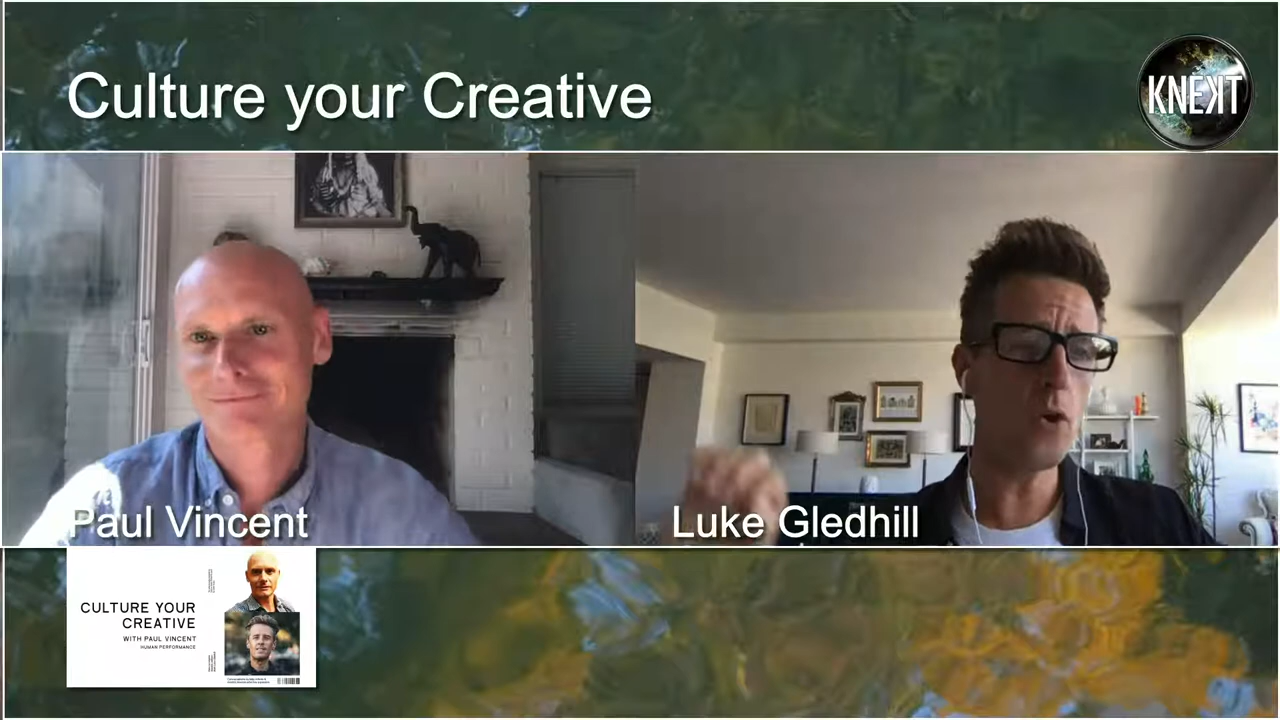 Culture your Creative
KNEKT
Paul Vincent
Luke Gledhill
CULTURE YOUR
CREATIVE
WITH PAUL VINCENT
HUMAN PERFORMANCE